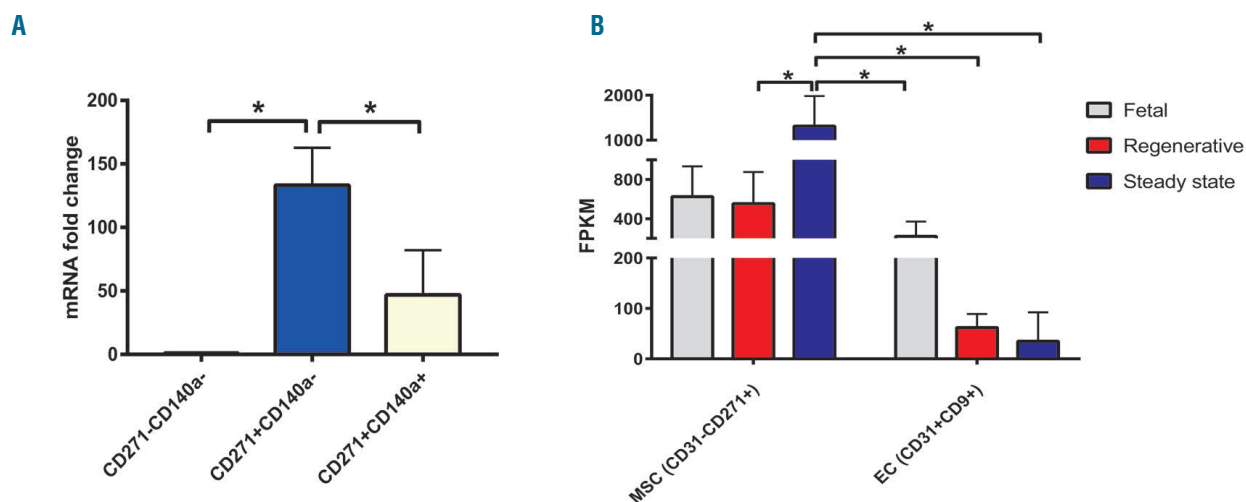 A
mRNA fold change
200
150
100
50
0
*
*
CD271-CD140a-
CD271+CD140a-
CD271+CD140a+
B
FPKM
2000
1000
800
400
200
100
0
*
*
*
*
MSC (CD31-CD271+)
EC (CD31+CD9+)
Fetal
Regenerative
Steady state